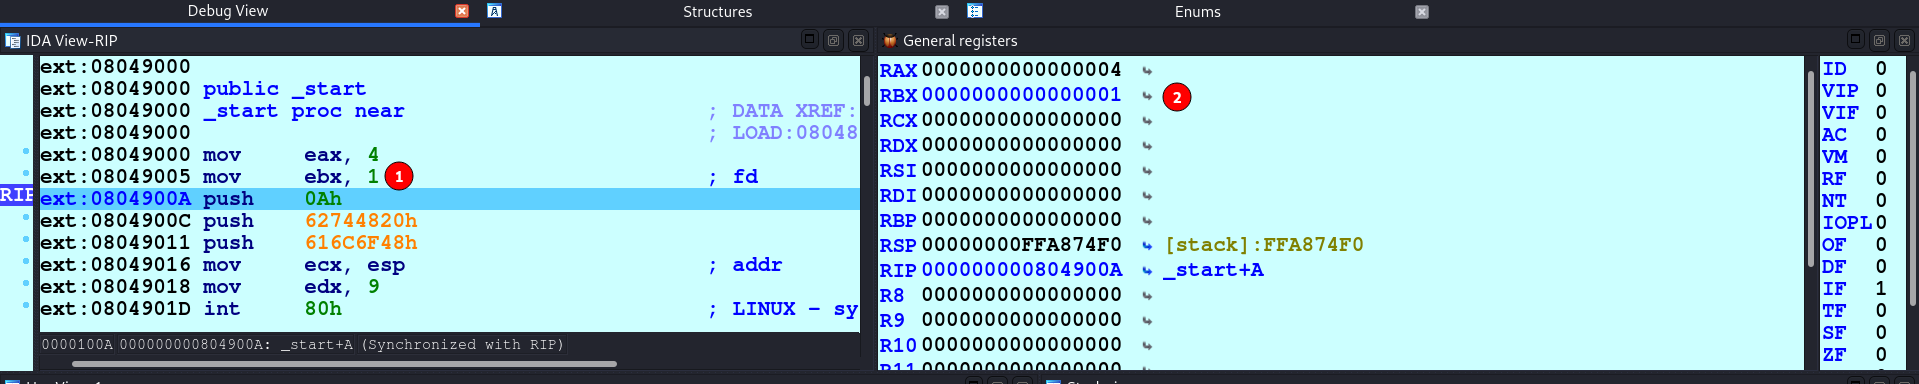 Debug View Structures Enums
IDA View-RIP
ext:08049000
ext:08049000 public _start
ext:08049000 _start proc near ; DATA XREF:
ext:08049000 ; LOAD:08048
ext:08049000 mov eax, 4
ext:08049005 mov ebx, 1 1 ; fd
RIP ext:0804900A push 0Ah
ext:0804900C push 62744820h
ext:08049011 push 616C6F48h
ext:08049016 mov ecx, esp ; addr
ext:08049018 mov edx, 9
ext:0804901D int 80h ; LINUX - sy
0000100A 000000000804900A: _start+A (Synchronized with RIP)
General registers
RAX 0000000000000004
RBX 0000000000000001 2
RCX 0000000000000000
RDX 0000000000000000
RSI 0000000000000000
RDI 0000000000000000
RBP 0000000000000000
RSP 00000000FFA874F0 [stack]:FFA874F0
RIP 000000000804900A _start+A
R8 0000000000000000
R9 0000000000000000
R10 0000000000000000
R11
ID 0
VIP 0
VIF 0
AC 0
VM 0
RF 0
NT 0
IOPL 0
OF 0
DF 0
IF 1
TF 0
SF 0
ZF 0